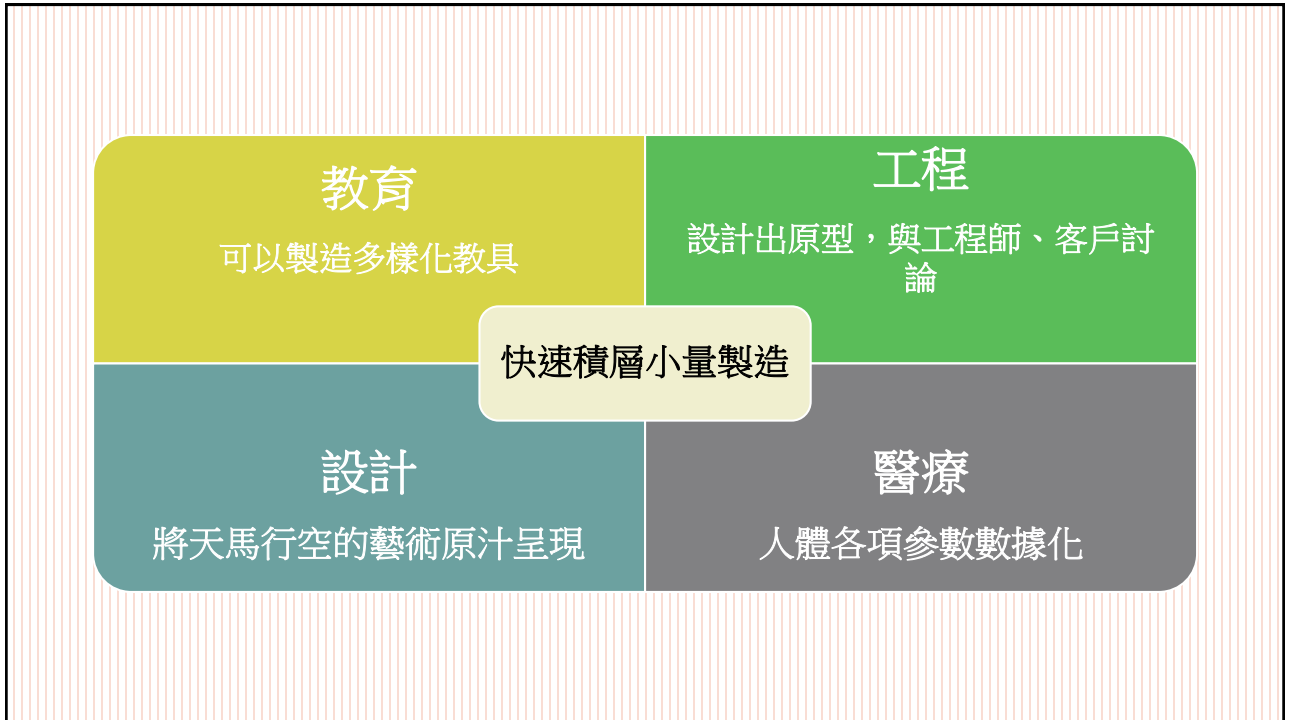 教育
可以製造多樣化教具
工程
設計出原型，與工程師、客戶討
論
快速積層小量製造
設計
將天馬行空的藝術原汁呈現
醫療
人體各項參數數據化